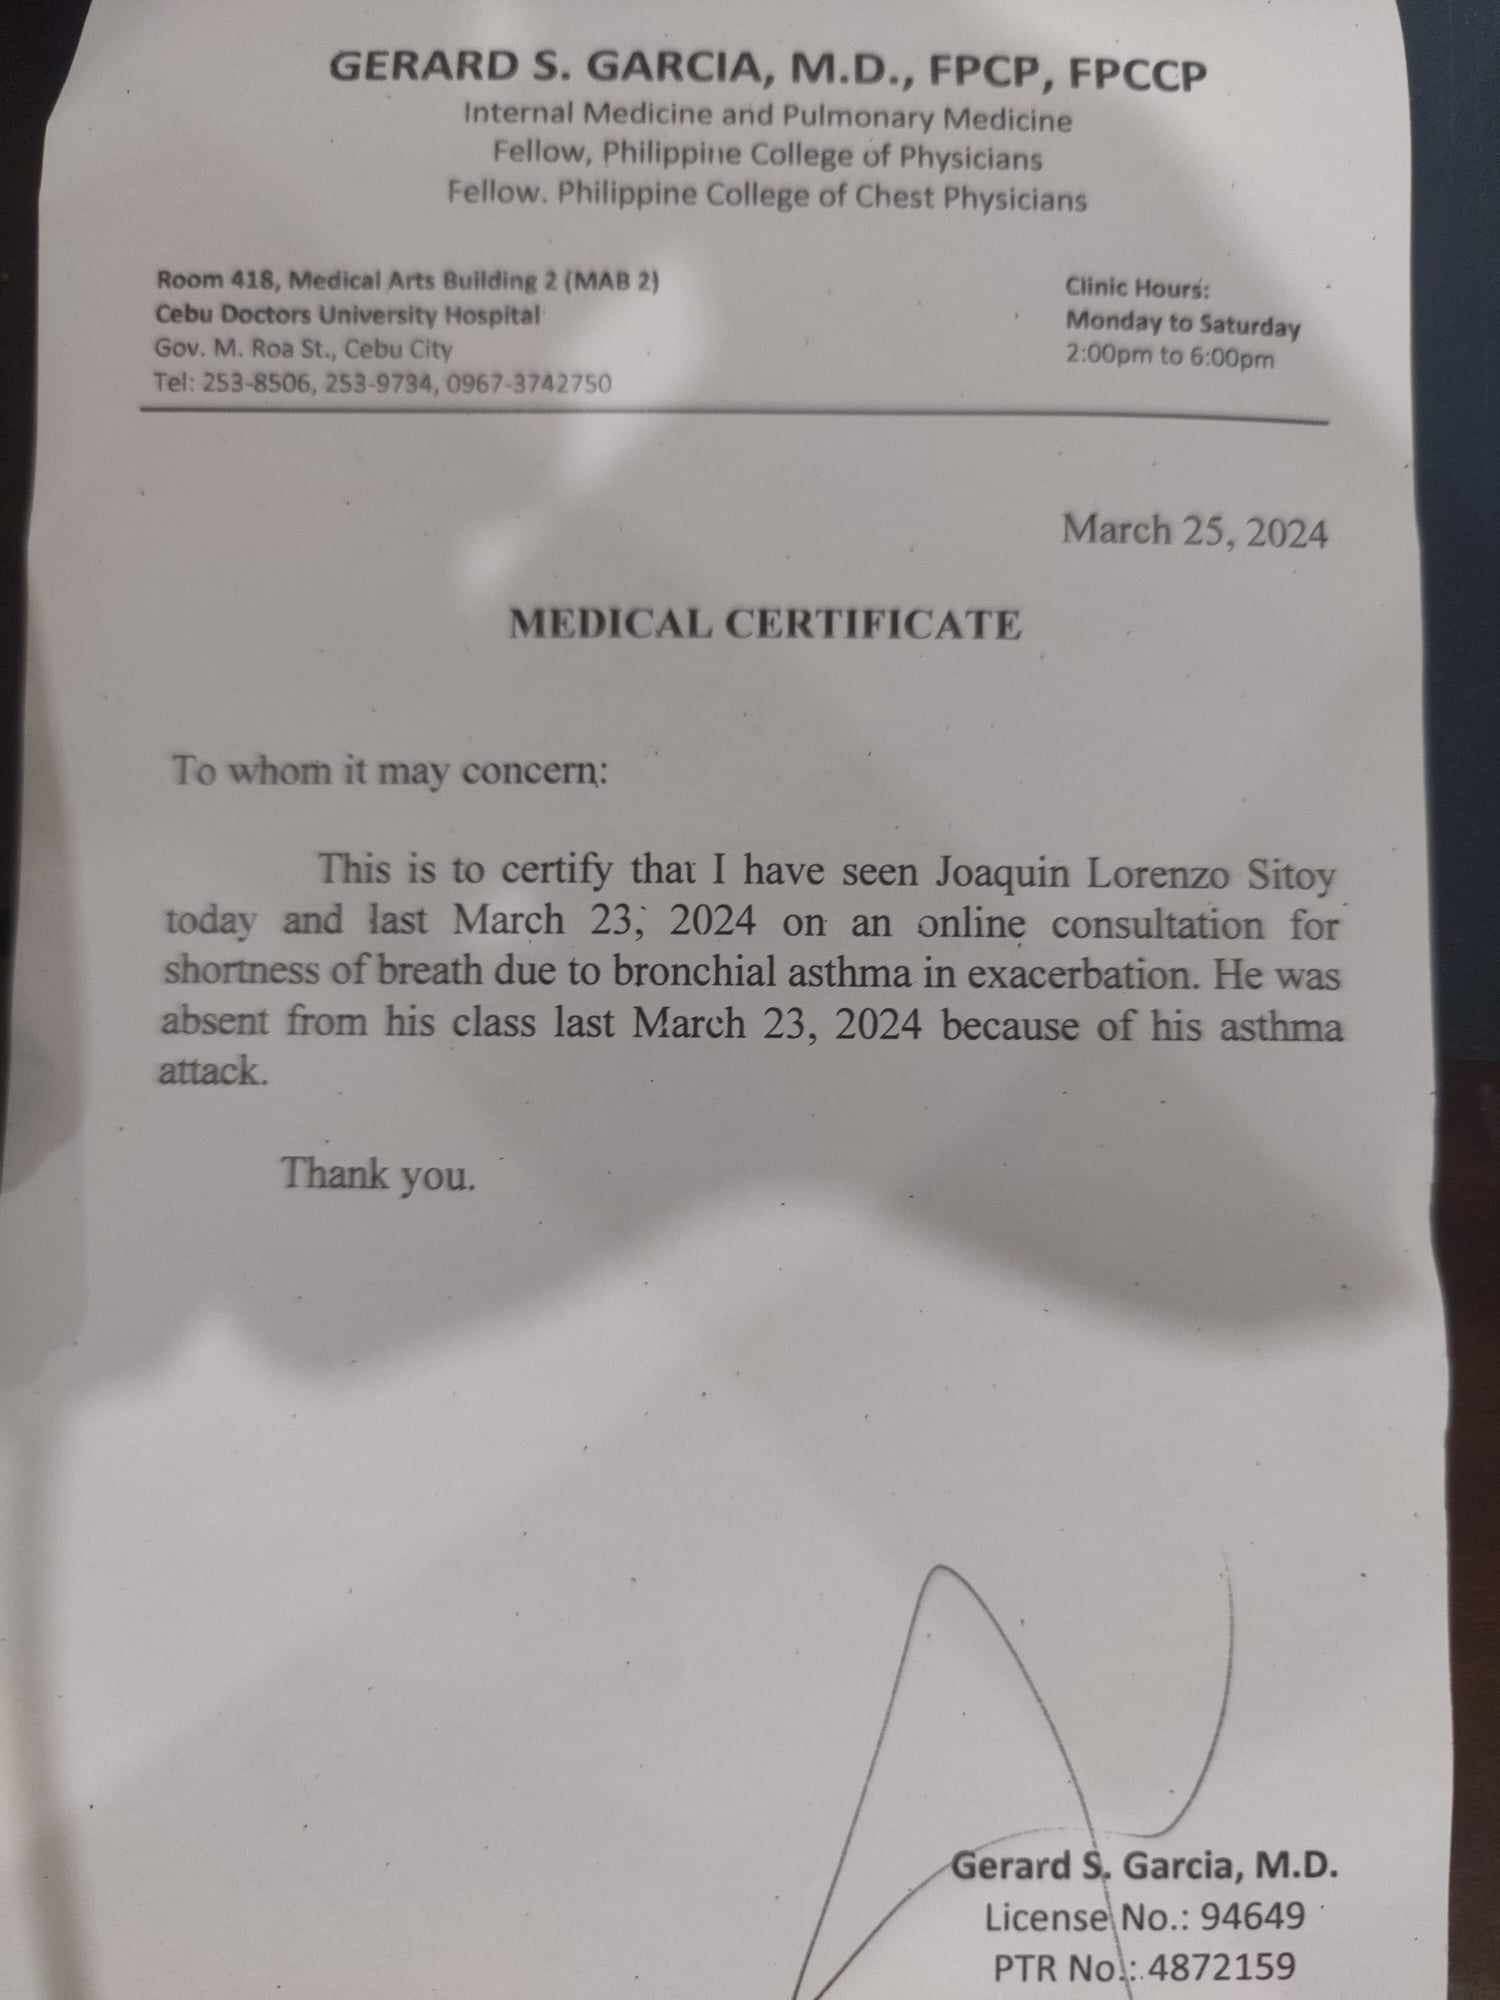 GERARD S. GARCIA, M.D., FPCP, FPCCP
Internal Medicine and Pulmonary Medicine
Fellow, Philippine College of Physicians
Fellow. Philippine College of Chest Physicians
Room 418, Medical Arts Building 2 (MAB 2)
Cebu Doctors University Hospital
Gov. M. Roa St., Cebu City
Tel: 253-8506, 253-9734, 0967-3742750
Clinic Hours:
Monday to Saturday
2:00pm to 6:00pm
March 25, 2024
MEDICAL CERTIFICATE
To whom it may concern:
This is to certify that I have seen Joaquin Lorenzo Sitoy
today and last March 23, 2024 on an online consultation for
shortness of breath due to bronchial asthma in exacerbation. He was
absent from his class last March 23, 2024 because of his asthma
attack.
Thank you.
Gerard S. Garcia, M.D.
License No.: 94649
PTR No.: 4872159